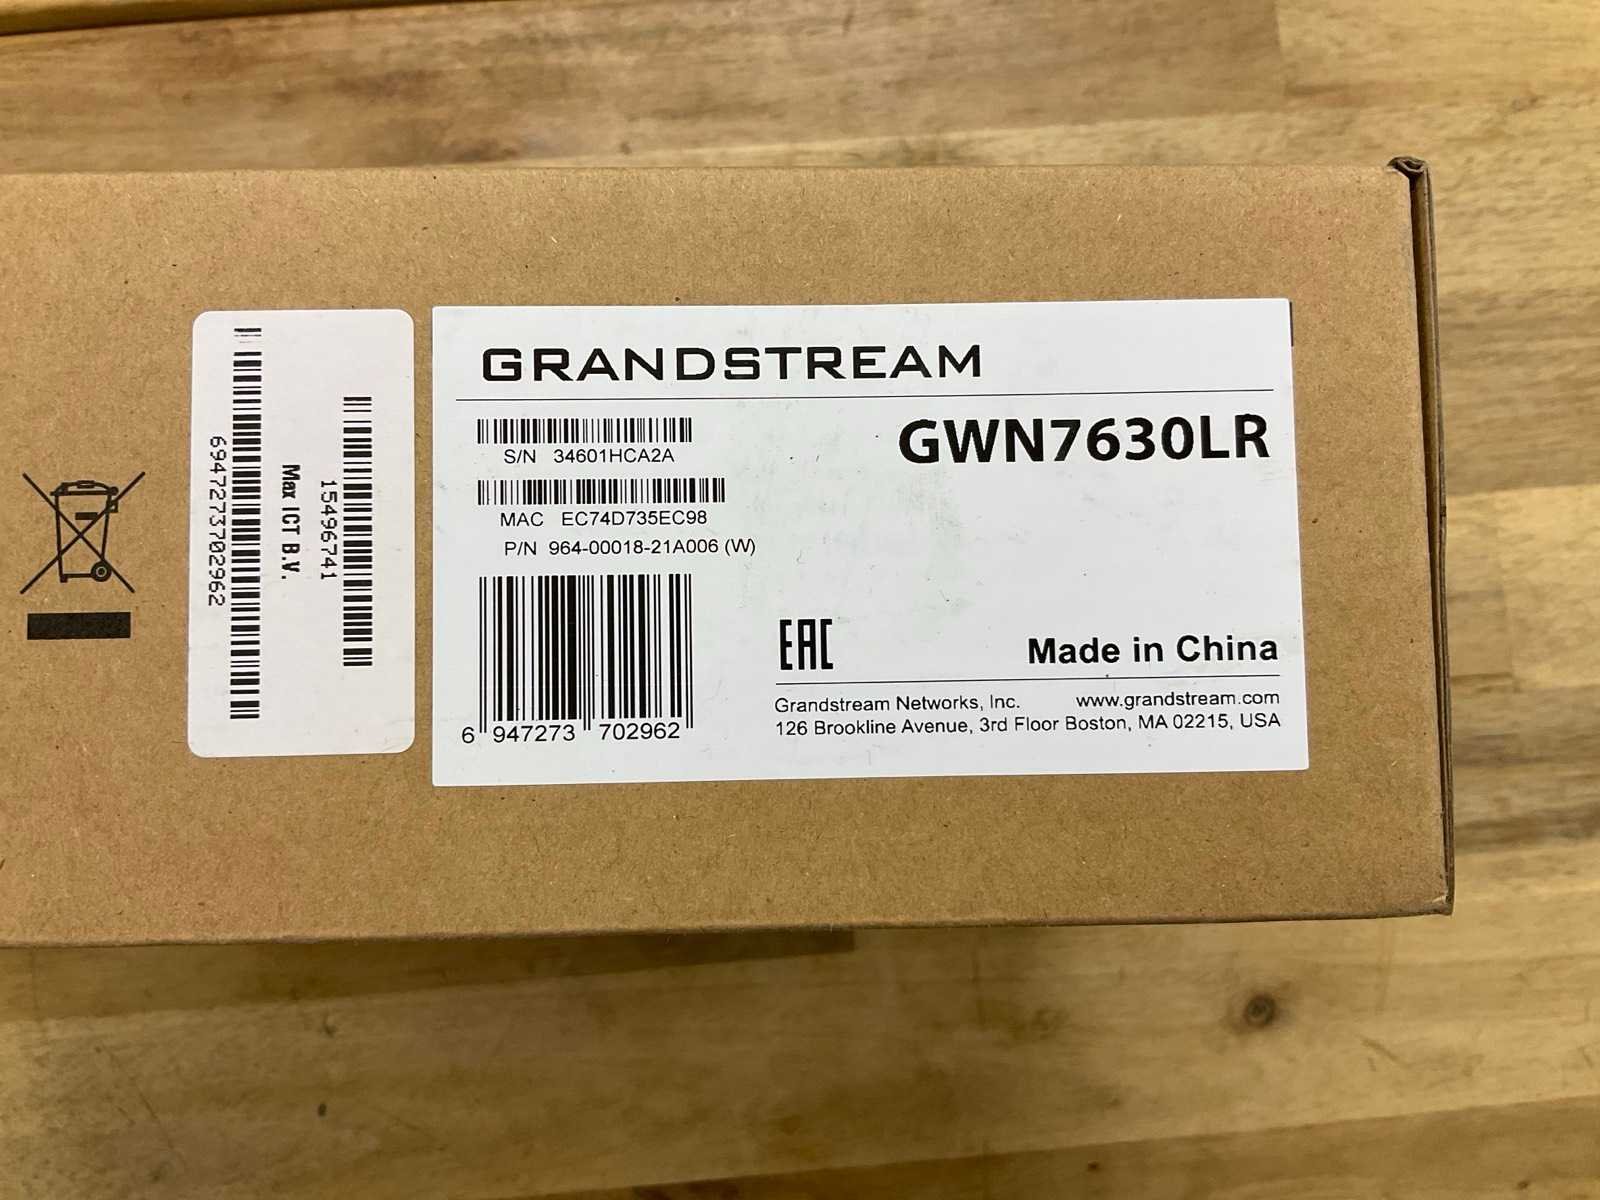 6947273702962
Max ICT B.V.
15496741
GRANDSTREAM
GWN7630LR
S/N 34601HCA2A
MAC EC74D735EC98
P/N 964-00018-21A006 (W)
6 947273 702962
EAC
Made in China
Grandstream Networks, Inc. www.grandstream.com
126 Brookline Avenue, 3rd Floor Boston, MA 02215, USA